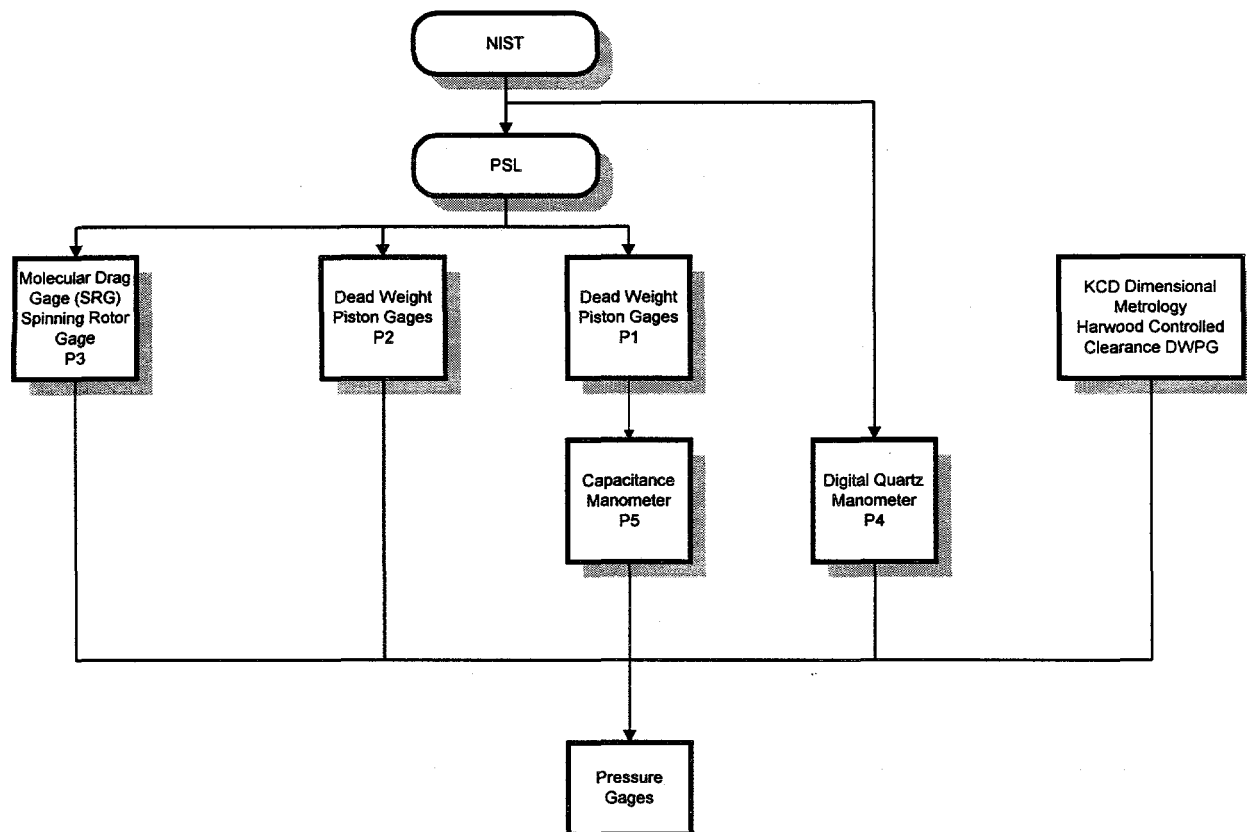 NIST
PSL
Molecular Drag
Gage (SRG)
Spinning Rotor
Gage
P3
Dead Weight
Piston Gages
P2
Dead Weight
Piston Gages
P1
KCD Dimensional
Metrology
Harwood Controlled
Clearance DWPG
Capacitance
Manometer
P5
Digital Quartz
Manometer
P4
Pressure
Gages